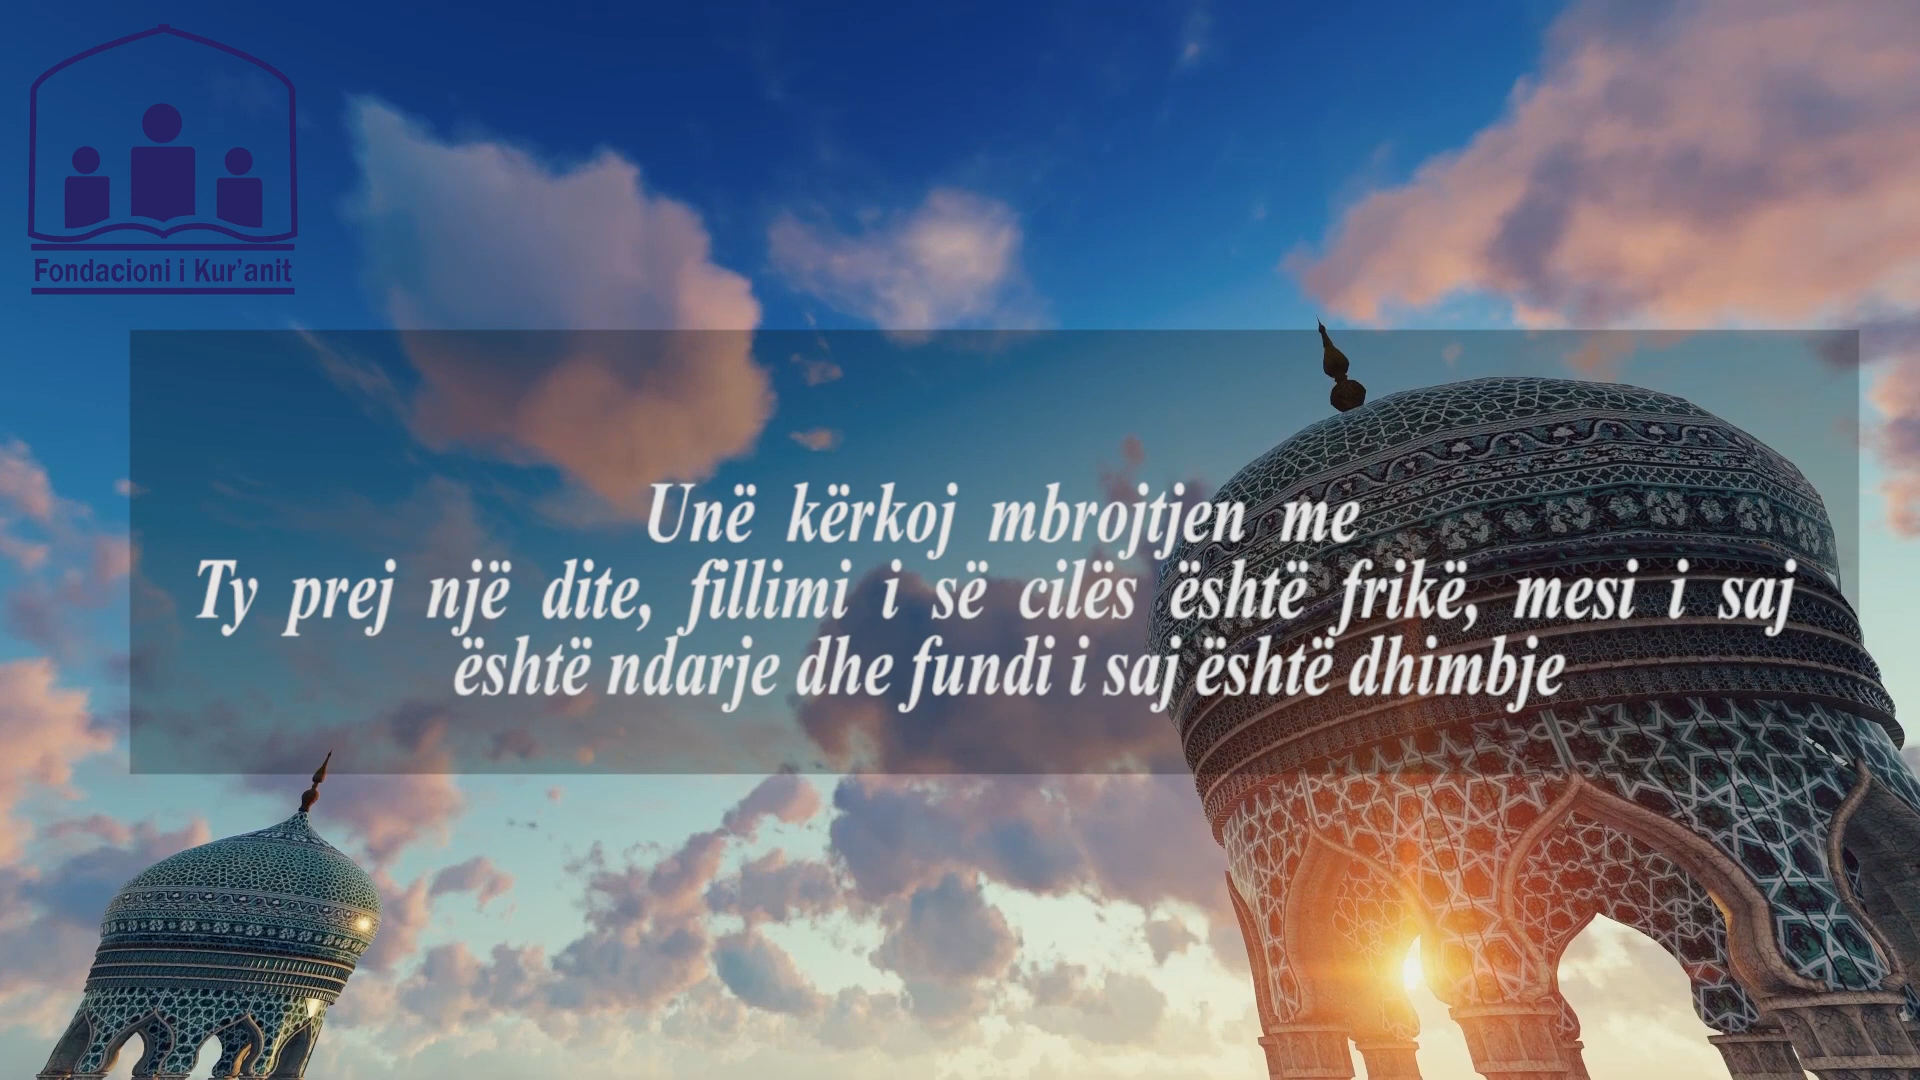 Fondacioni i Kur'anit
Unë kërkoj mbrojtjen me
Ty prej një dite, fillimi i së cilës është frikë, mesi i saj
është ndarje dhe fundi i saj është dhimbje